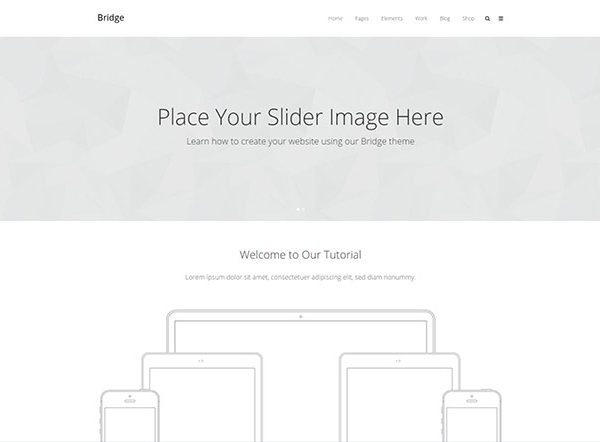 Bridge
Home Pages Elements Work Blog Shop
Place Your Slider Image Here
Learn how to create your website using our Bridge theme
Welcome to Our Tutorial
Lorem ipsum dolor sit amet, consectetuer adipiscing elit, sed diam nonummy.